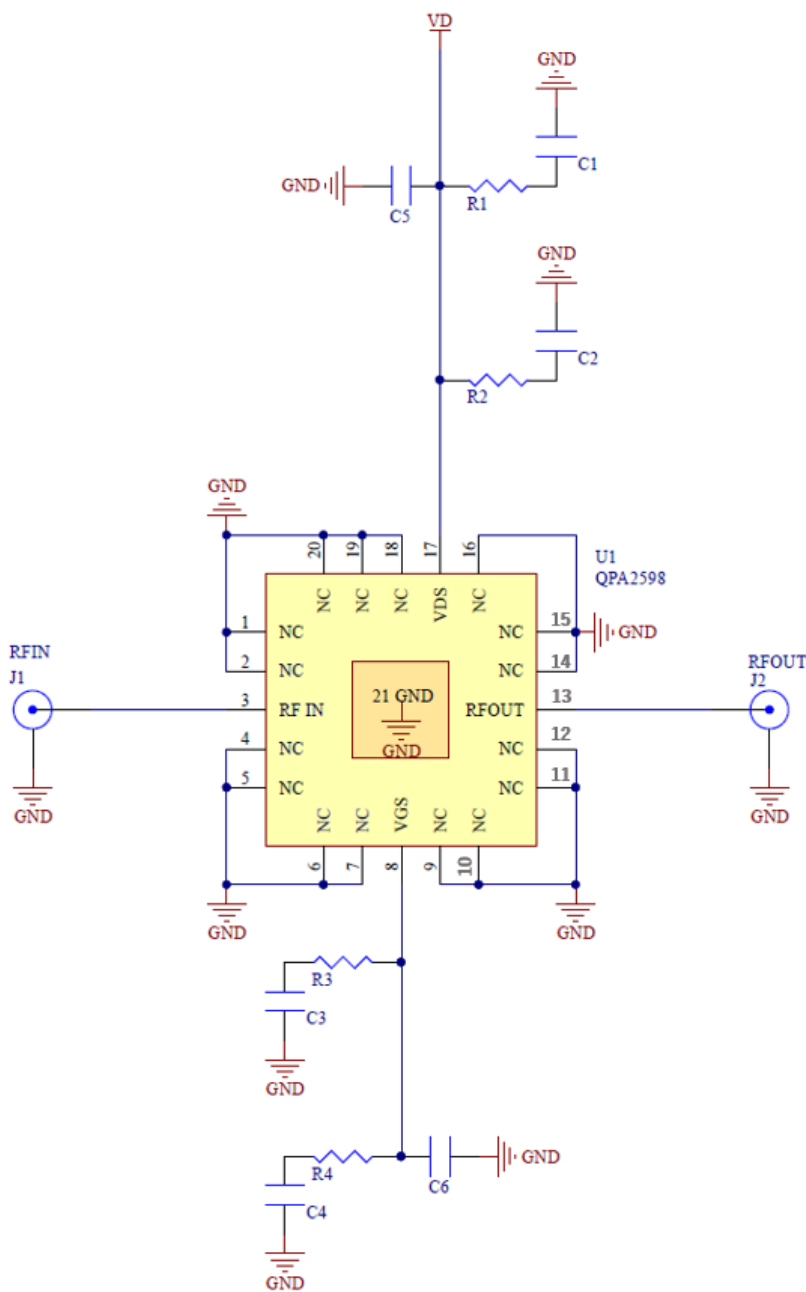 VD
GND
C1
GND
C5
R1
GND
C2
R2
GND
20
19
18
17
16
U1
QPA2598
NC
NC
NC
VDS
NC
1
NC
NC
15
GND
2
NC
NC
14
RFIN
J1
RFOUT
J2
3
RF IN
21 GND
RFOUT
13
4
NC
GND
NC
12
5
NC
NC
11
GND
GND
NC
NC
VGS
NC
NC
6
7
8
9
10
GND
GND
R3
C3
GND
R4
C6
GND
C4
GND